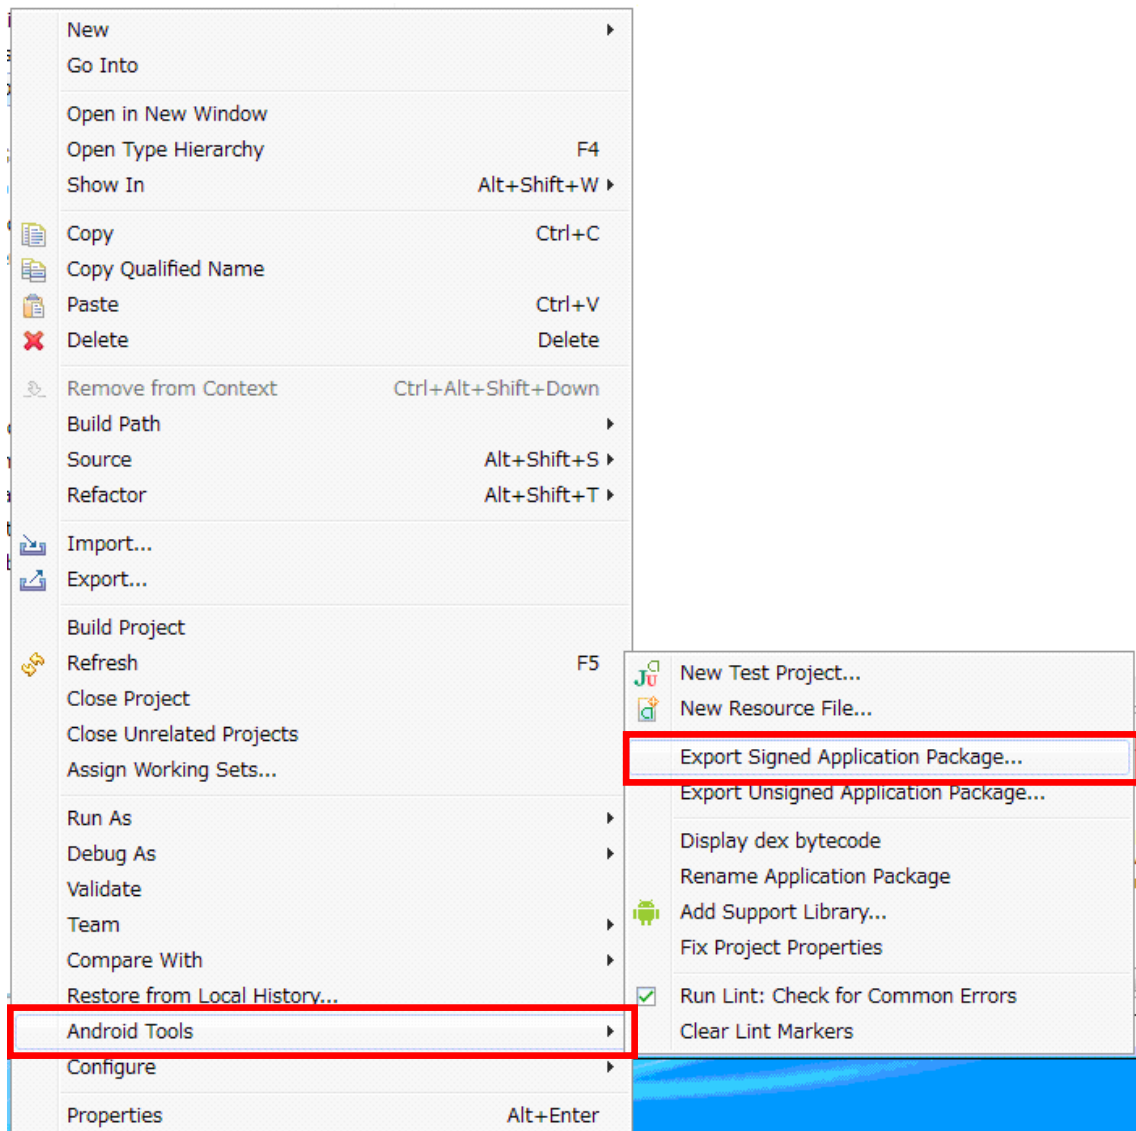 New
Go Into
Open in New Window
Open Type Hierarchy F4
Show In Alt+Shift+W
Copy Ctrl+C
Copy Qualified Name
Paste Ctrl+V
Delete Delete
Remove from Context Ctrl+Alt+Shift+Down
Build Path
Source Alt+Shift+S
Refactor Alt+Shift+T
Import...
Export...
Build Project
Refresh F5
Close Project
Close Unrelated Projects
Assign Working Sets...
Run As
Debug As
Validate
Team
Compare With
Restore from Local History...
Android Tools
Configure
Properties Alt+Enter
New Test Project...
New Resource File...
Export Signed Application Package...
Export Unsigned Application Package...
Display dex bytecode
Rename Application Package
Add Support Library...
Fix Project Properties
Run Lint: Check for Common Errors
Clear Lint Markers